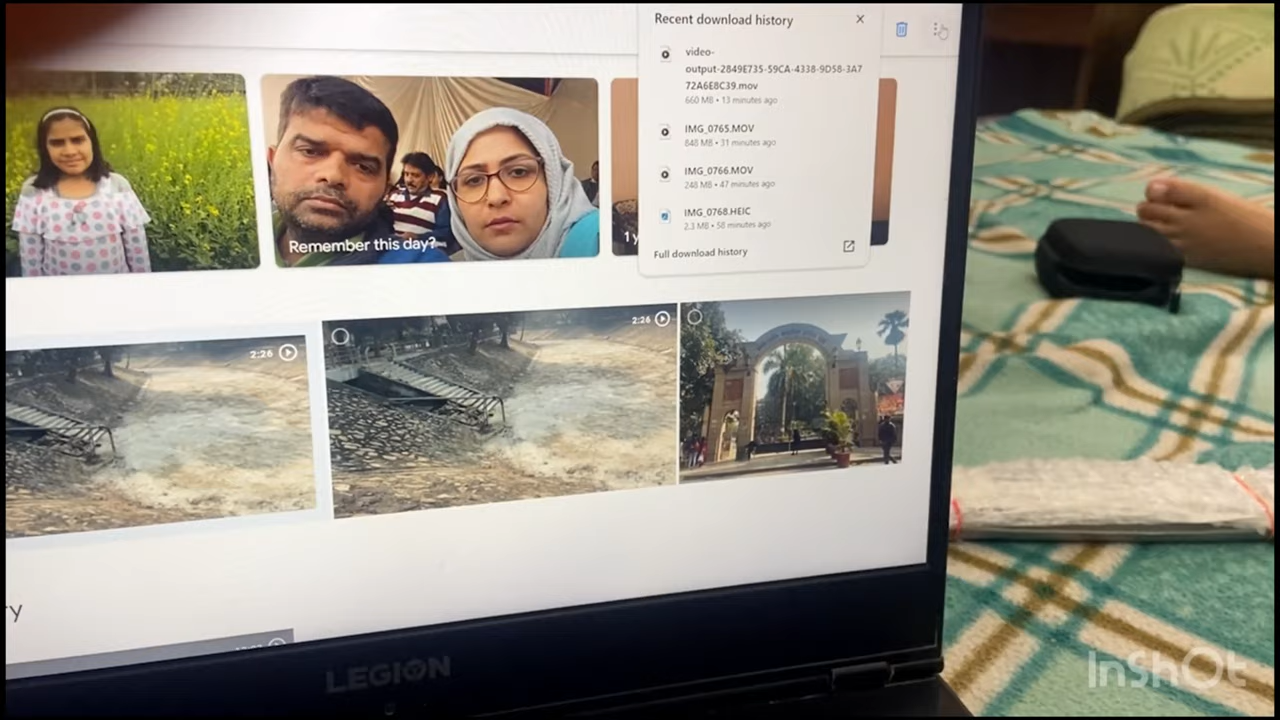 Recent download history
video-
output-2849E735-59CA-4338-9D58-3A7
72A6E8C39.mov
660 MB • 13 minutes ago
IMG_0765.MOV
848 MB • 31 minutes ago
IMG_0766.MOV
248 MB • 47 minutes ago
IMG_0768.HEIC
2.3 MB • 58 minutes ago
Full download history
Remember this day?
1 y
2:26
2:26
ry
LEGION
InShOt